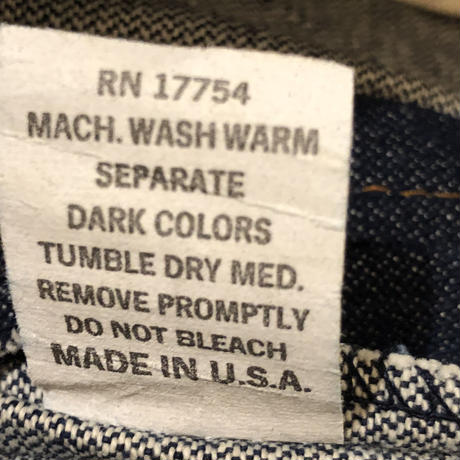 RN 17754
MACH. WASH WARM
SEPARATE
DARK COLORS
TUMBLE DRY MED.
REMOVE PROMPTLY
DO NOT BLEACH
MADE IN U.S.A.